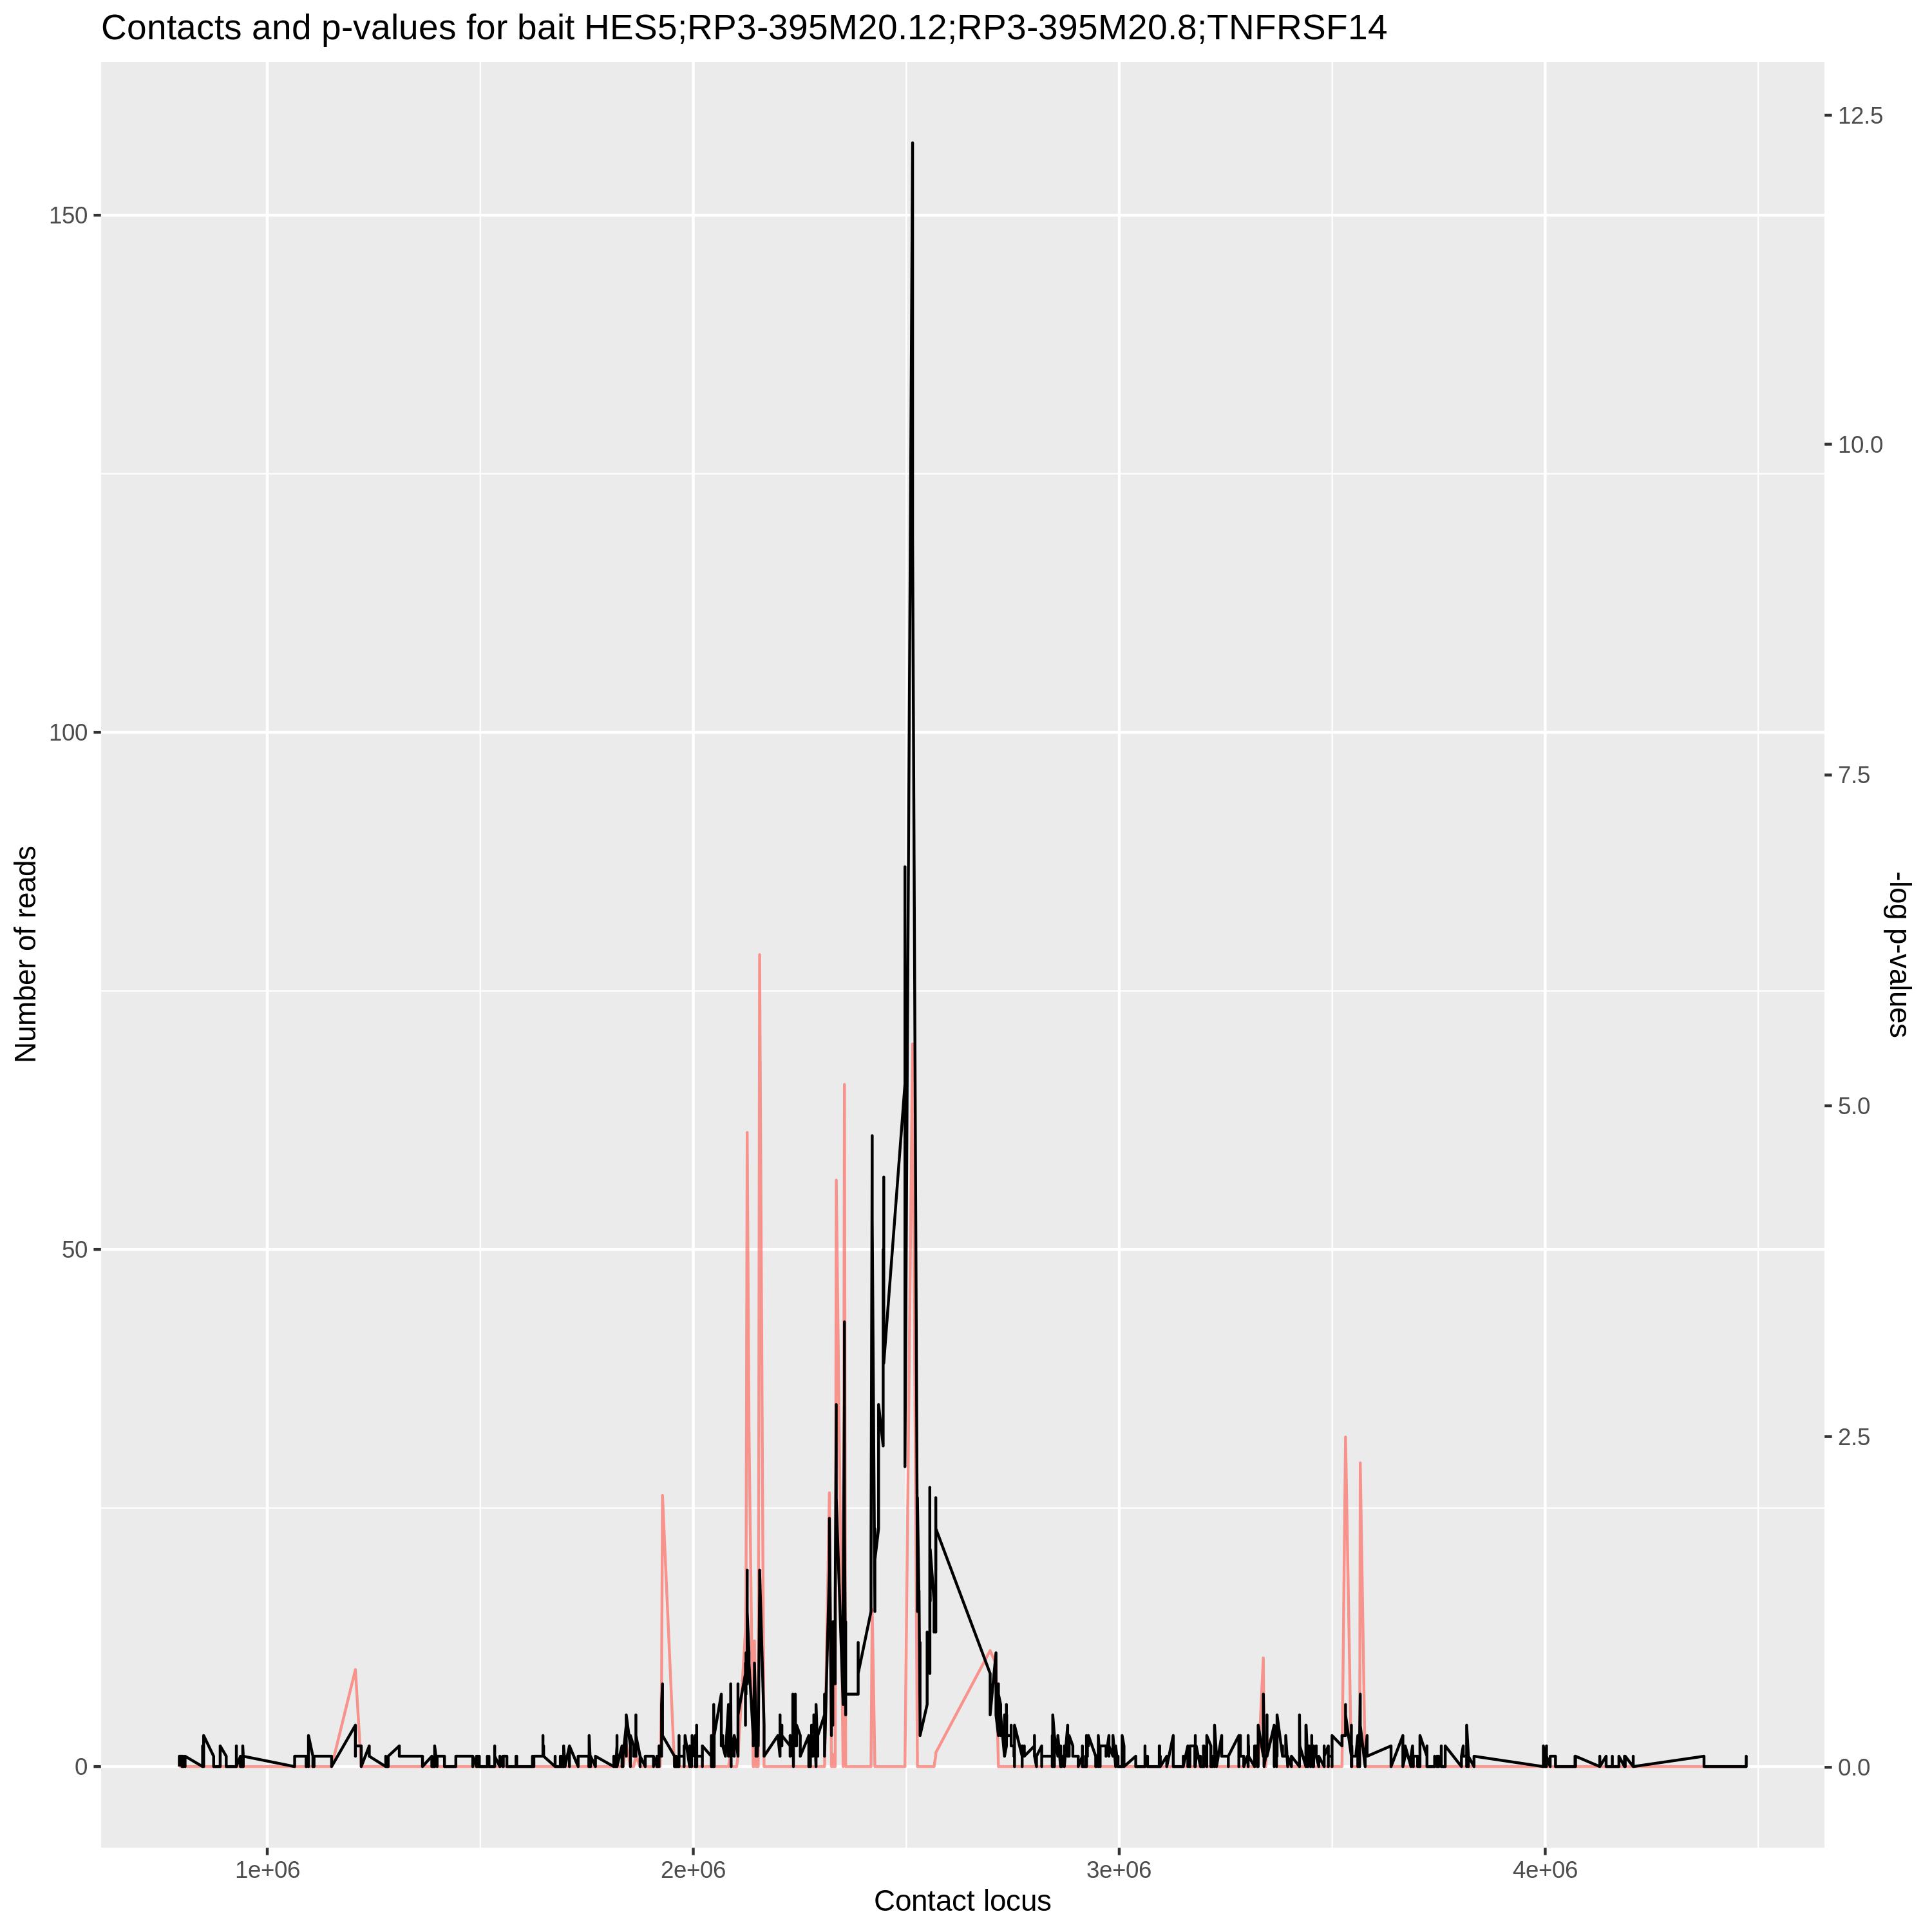 Contacts and p-values for bait HES5;RP3-395M20.12;RP3-395M20.8;TNFRSF14
150
100
50
0
Number of reads
12.5
10.0
7.5
5.0
2.5
0.0
-log p-values
1e+06 2e+06 3e+06 4e+06
Contact locus